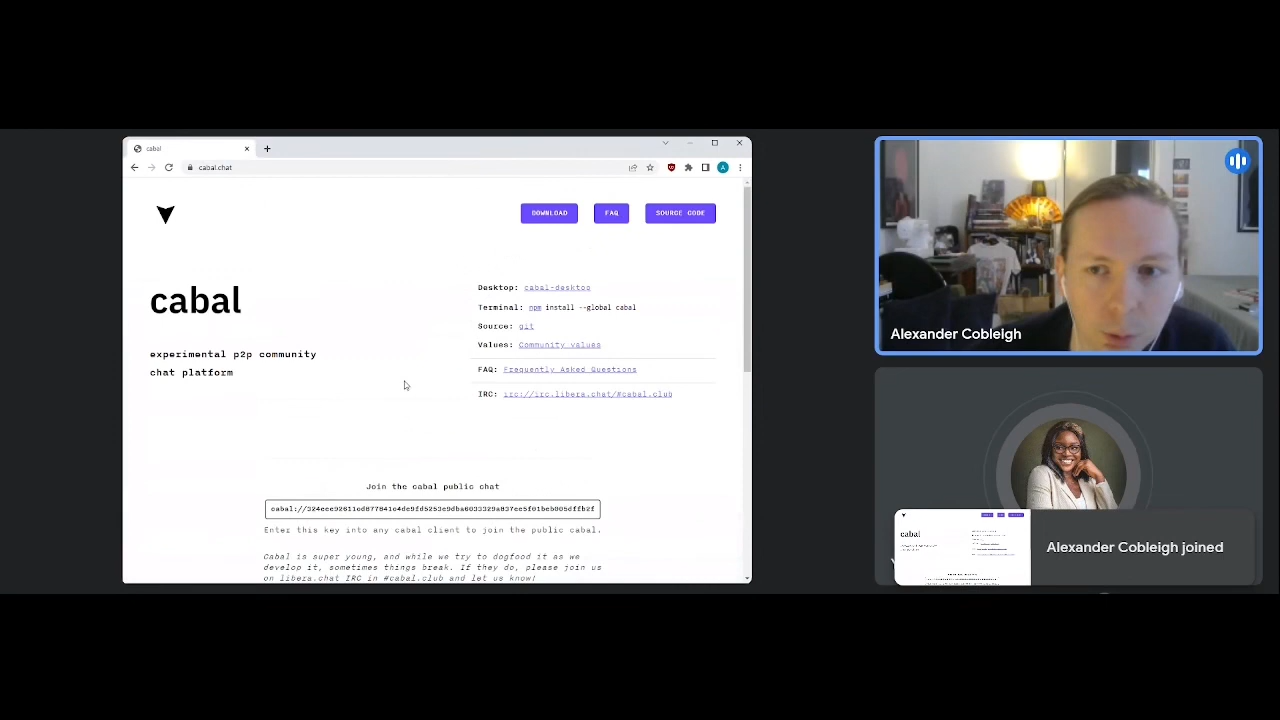 cabal
cabal.chat
A
DOWNLOAD
FAQ
SOURCE CODE
cabal
experimental p2p community
chat platform
Desktop: cabal-desktop
Terminal: npm install --global cabal
Source: git
Values: Community values
FAQ: Frequently Asked Questions
IRC: irc://irc.libera.chat/#cabal.club
Join the cabal public chat
Enter this key into any cabal client to join the public cabal.
Cabal is super young, and while we try to dogfood it as we
develop it, sometimes things break. If they do, please join us
on libera.chat IRC in #cabal.club and let us know!
Alexander Cobleigh
cabal
Alexander Cobleigh joined